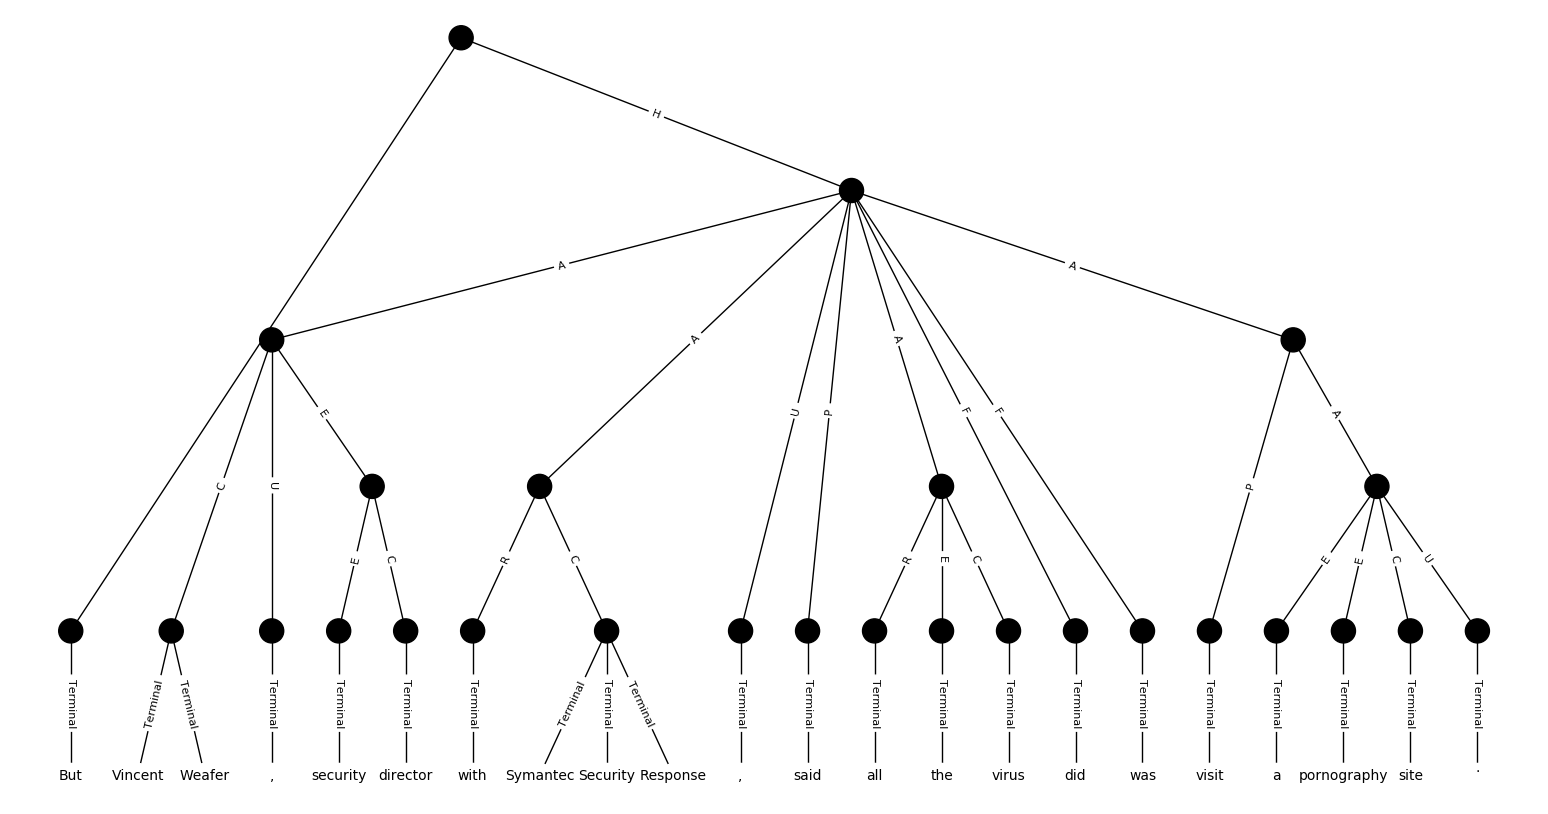 H
A A
A A
U P F F
E A
C U P
R C R E C E E C U
E C
Terminal Terminal Terminal Terminal Terminal Terminal Terminal Terminal Terminal Terminal Terminal Terminal Terminal Terminal Terminal Terminal Terminal Terminal Terminal Terminal Terminal Terminal
But Vincent Weafer , security director with Symantec Security Response , said all the virus did was visit a pornography site .